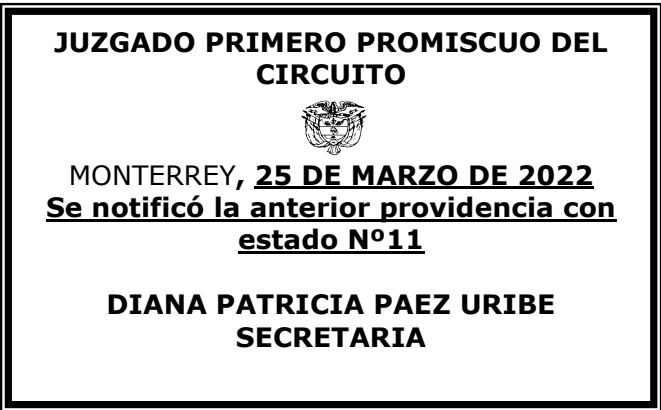 JUZGADO PRIMERO PROMISCUO DEL
CIRCUITO
MONTERREY, 25 DE MARZO DE 2022
Se notificó la anterior providencia con
estado Nº11
DIANA PATRICIA PAEZ URIBE
SECRETARIA